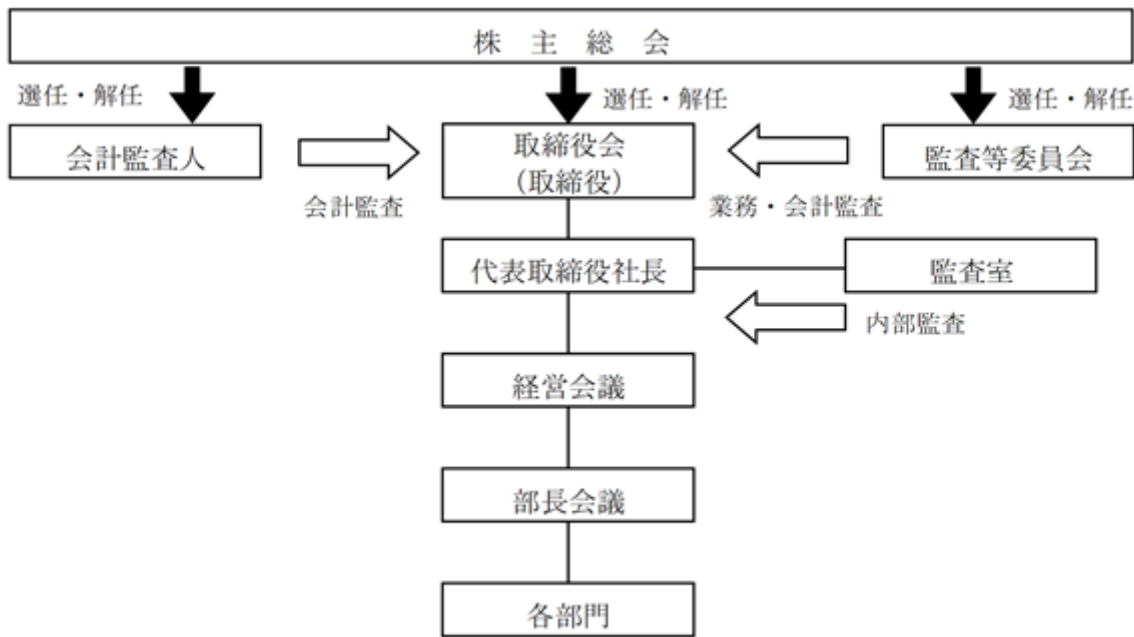 株 主 総 会
選任・解任
選任・解任
選任・解任
会計監査人
取締役会
(取締役)
監査等委員会
会計監査
業務・会計監査
代表取締役社長
監査室
内部監査
経営会議
部長会議
各部門